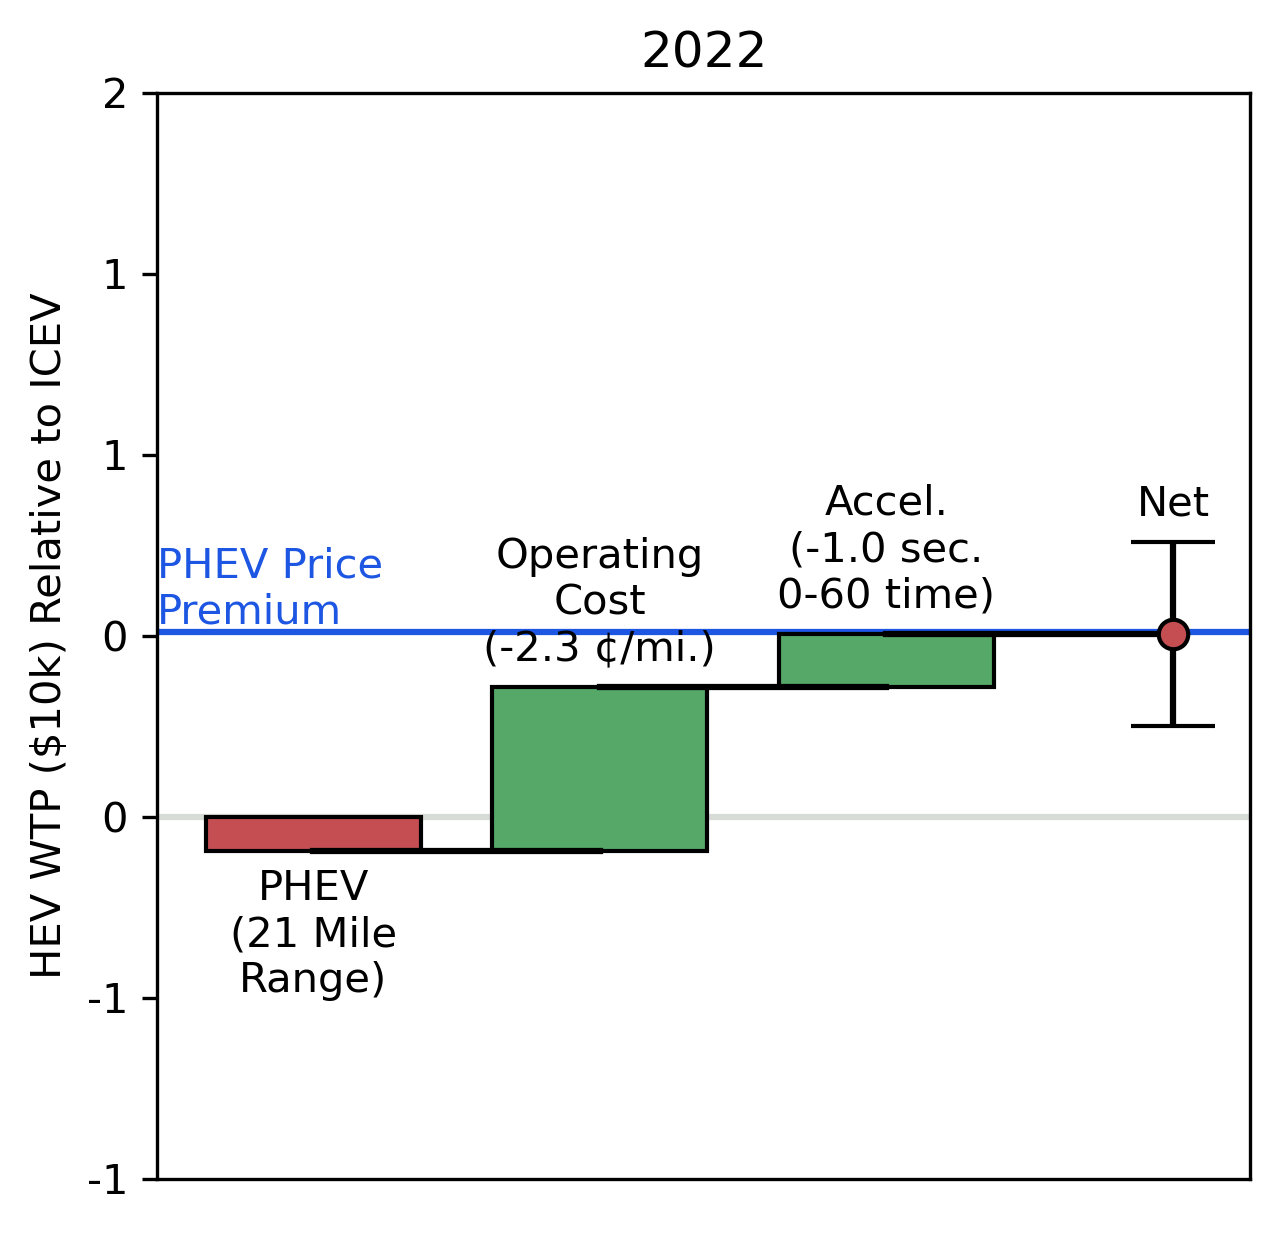 2022
2
1
1
0
0
-1
-1
HEV WTP ($10k) Relative to ICEV
PHEV Price
Premium
Operating
Cost
(-2.3 ¢/mi.)
Accel.
(-1.0 sec.
0-60 time)
Net
PHEV
(21 Mile
Range)